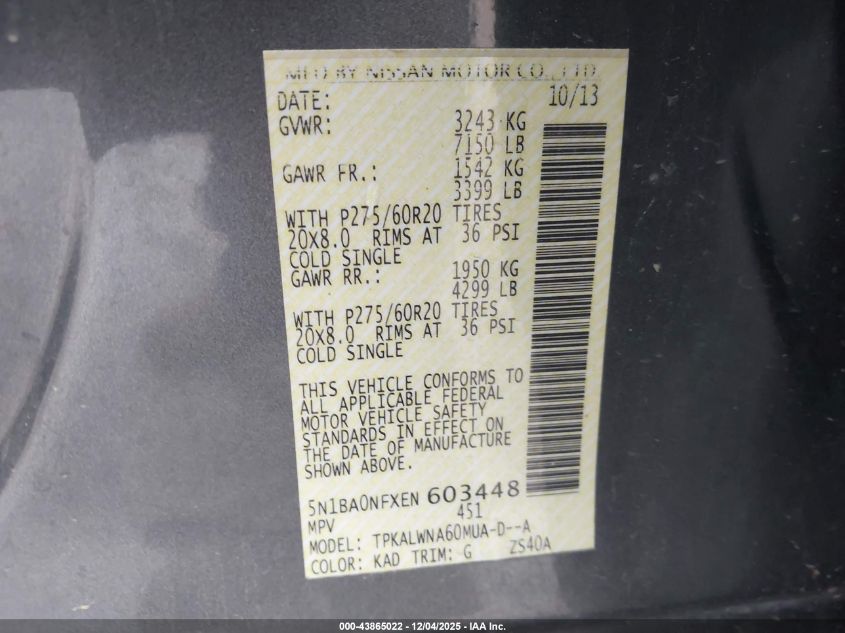 MFD BY NISSAN MOTOR CO., LTD.
DATE: 10/13
GVWR: 3243 KG
7150 LB
GAWR FR.: 1542 KG
3399 LB
WITH P275/60R20 TIRES
20X8.0 RIMS AT 36 PSI
COLD SINGLE
GAWR RR.: 1950 KG
4299 LB
WITH P275/60R20 TIRES
20X8.0 RIMS AT 36 PSI
COLD SINGLE
THIS VEHICLE CONFORMS TO
ALL APPLICABLE FEDERAL
MOTOR VEHICLE SAFETY
STANDARDS IN EFFECT ON
THE DATE OF MANUFACTURE
SHOWN ABOVE.
5N1BA0NFXEN 603448
MPV 451
MODEL: TPKALWNA60MUA-D--A
COLOR: KAD TRIM: G ZS40A
000-43865022 - 12/04/2025 - IAA Inc.